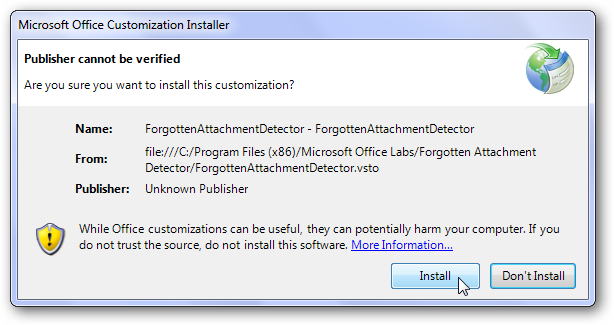 Microsoft Office Customization Installer
Publisher cannot be verified
Are you sure you want to install this customization?
Name: ForgottenAttachmentDetector - ForgottenAttachmentDetector
From: file:///C:/Program Files (x86)/Microsoft Office Labs/Forgotten Attachment
Detector/ForgottenAttachmentDetector.vsto
Publisher: Unknown Publisher
While Office customizations can be useful, they can potentially harm your computer. If you
do not trust the source, do not install this software. More Information...
Install Don't Install